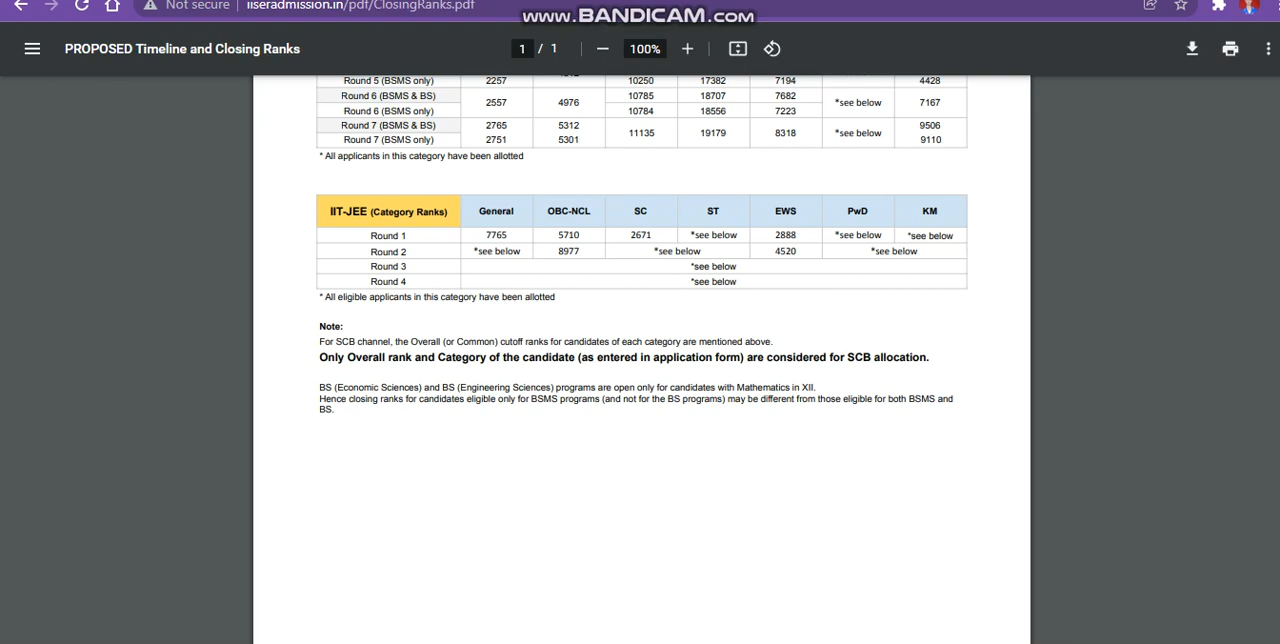 Not secure | iiseradmission.in/pdf/ClosingRanks.pdf
www.BANDICAM.com
PROPOSED Timeline and Closing Ranks 1 / 1 — 100% +
Round 5 (BSMS only) 2257 10250 17382 7194 4428
Round 6 (BSMS & BS) 2557 4976 10785 18707 7682 *see below 7167
Round 6 (BSMS only) 10784 18556 7223
Round 7 (BSMS & BS) 2765 5312 11135 19179 8318 *see below 9506
Round 7 (BSMS only) 2751 5301 9110
* All applicants in this category have been allotted
IIT-JEE (Category Ranks) General OBC-NCL SC ST EWS PwD KM
Round 1 7765 5710 2671 *see below 2888 *see below *see below
Round 2 *see below 8977 *see below 4520 *see below
Round 3 *see below
Round 4 *see below
* All eligible applicants in this category have been allotted
Note:
For SCB channel, the Overall (or Common) cutoff ranks for candidates of each category are mentioned above.
Only Overall rank and Category of the candidate (as entered in application form) are considered for SCB allocation.
BS (Economic Sciences) and BS (Engineering Sciences) programs are open only for candidates with Mathematics in XII.
Hence closing ranks for candidates eligible only for BSMS programs (and not for the BS programs) may be different from those eligible for both BSMS and
BS.